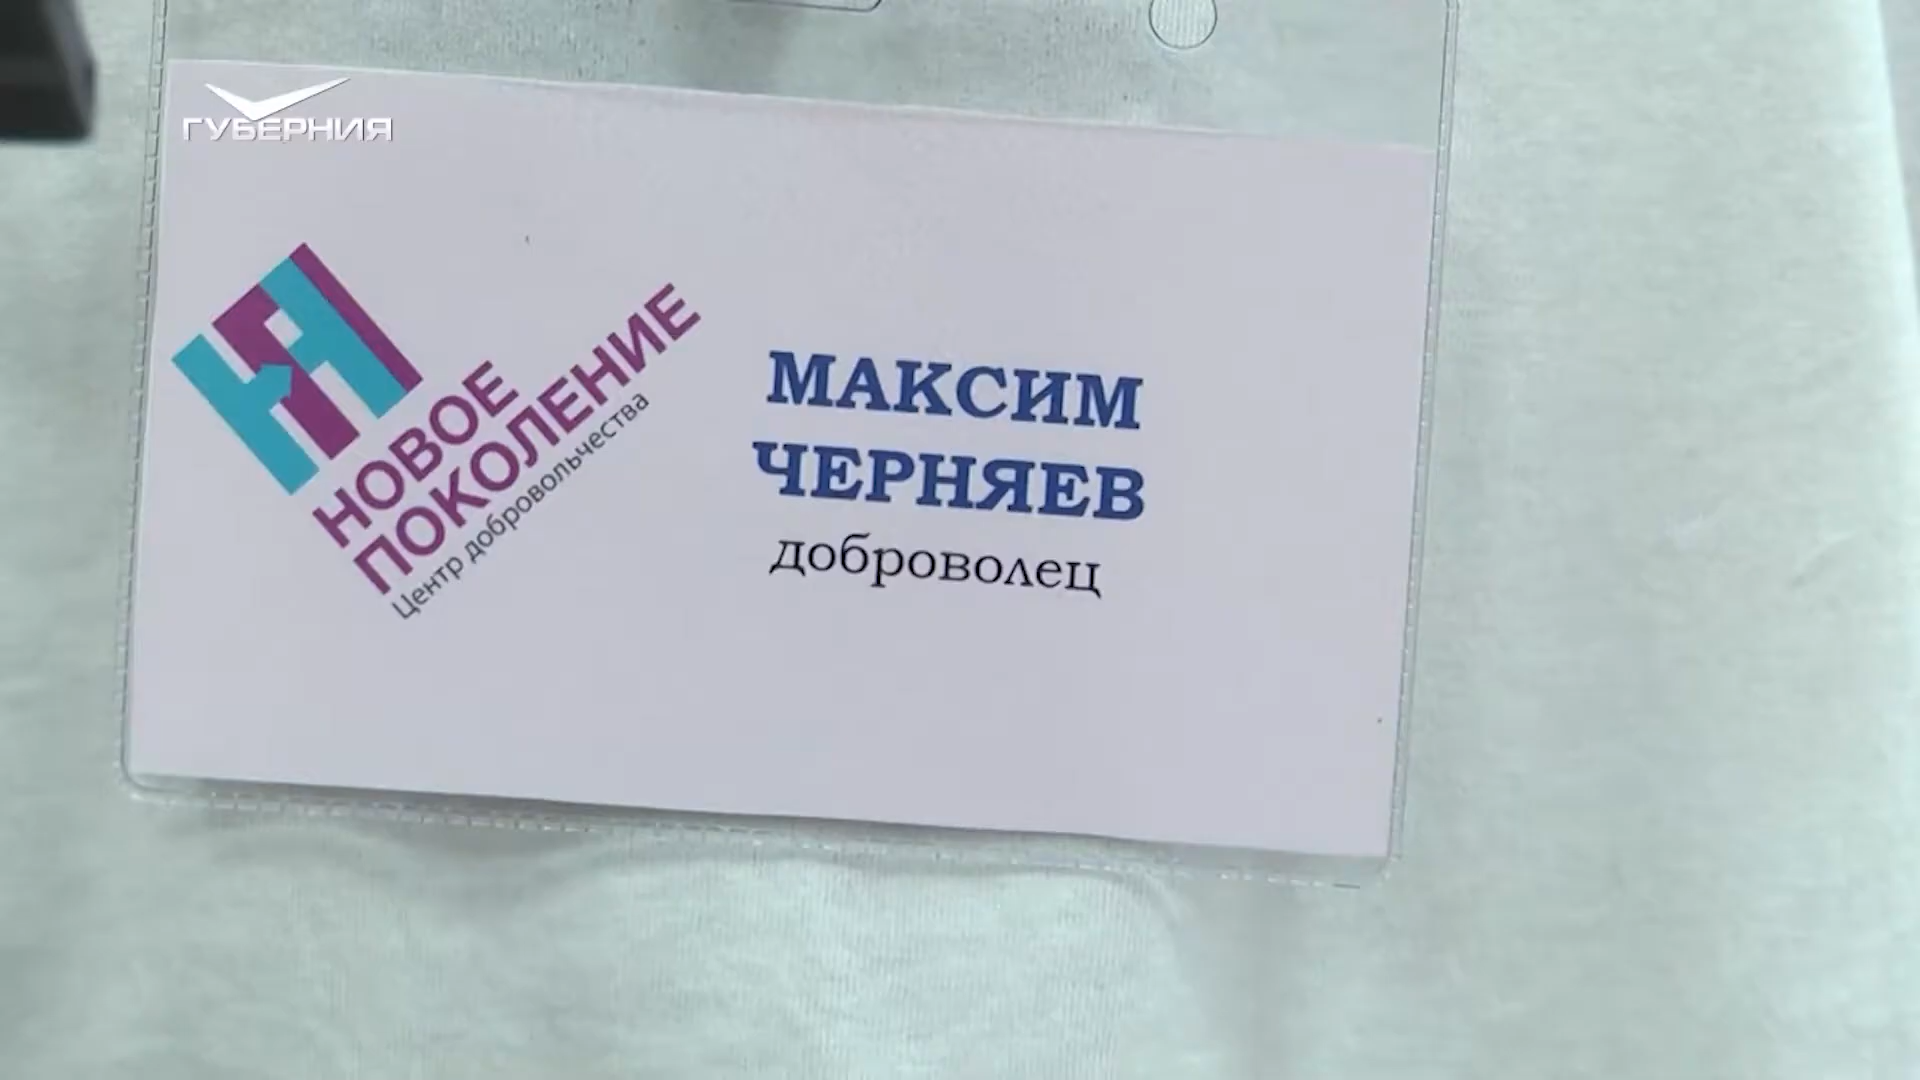 ГУБЕРНИЯ
НОВОЕ
ПОКОЛЕНИЕ
Центр добровольчества
МАКСИМ
ЧЕРНЯЕВ
доброволец